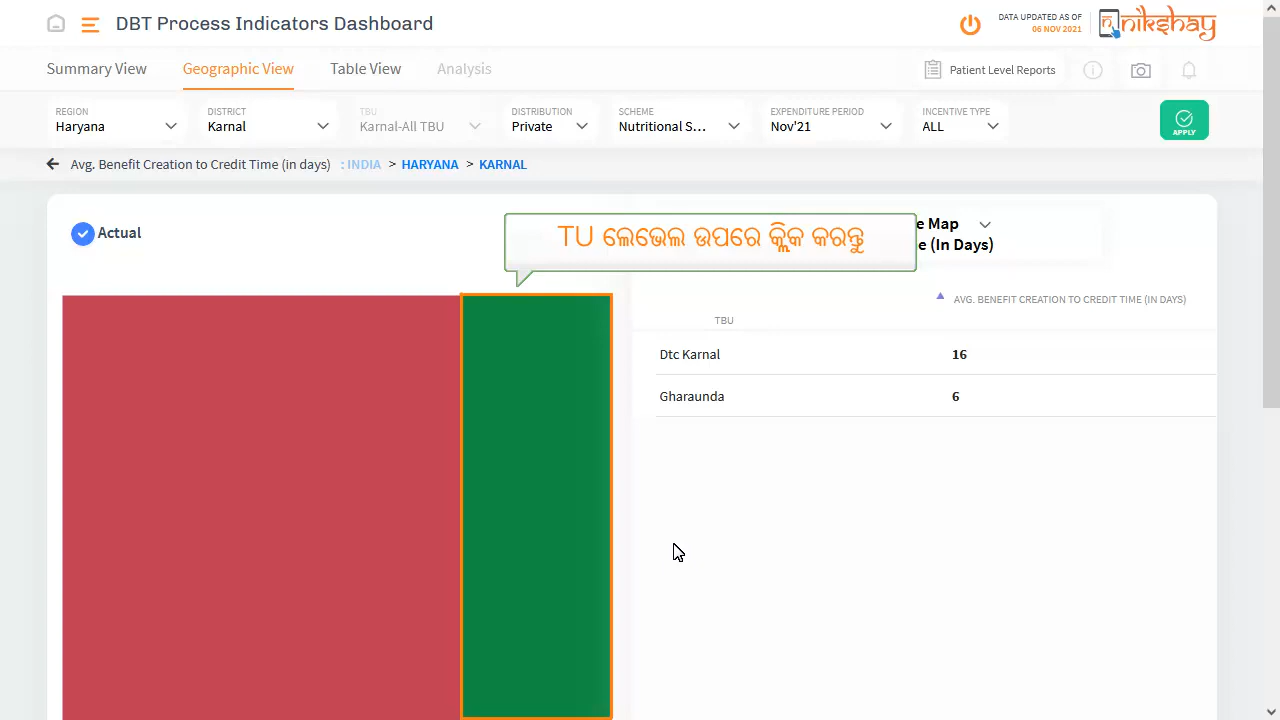 DBT Process Indicators Dashboard
DATA UPDATED AS OF
06 NOV 2021
निkshay
Summary View
Geographic View
Table View
Analysis
Patient Level Reports
REGION
Haryana
DISTRICT
Karnal
TBU
Karnal-All TBU
DISTRIBUTION
Private
SCHEME
Nutritional S...
EXPENDITURE PERIOD
Nov'21
INCENTIVE TYPE
ALL
APPLY
Avg. Benefit Creation to Credit Time (in days) : INDIA > HARYANA > KARNAL
Actual
TU ଲେଭେଲ ଉପରେ କ୍ଲିକ କରନ୍ତୁ
e Map
e (In Days)
AVG. BENEFIT CREATION TO CREDIT TIME (IN DAYS)
TBU
Dtc Karnal 16
Gharaunda 6